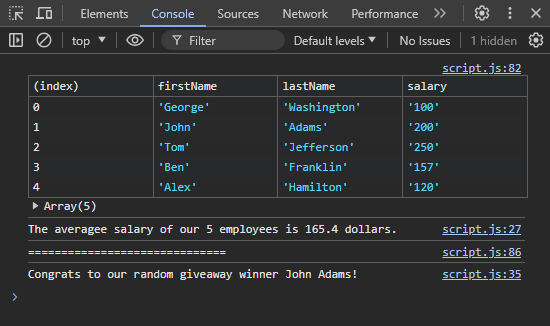 Elements Console Sources Network Performance
top Filter Default levels No Issues 1 hidden
script.js:82
(index) firstName lastName salary
0 'George' 'Washington' '100'
1 'John' 'Adams' '200'
2 'Tom' 'Jefferson' '250'
3 'Ben' 'Franklin' '157'
4 'Alex' 'Hamilton' '120'
Array(5)
The averagee salary of our 5 employees is 165.4 dollars. script.js:27
============================== script.js:86
Congrats to our random giveaway winner John Adams! script.js:35